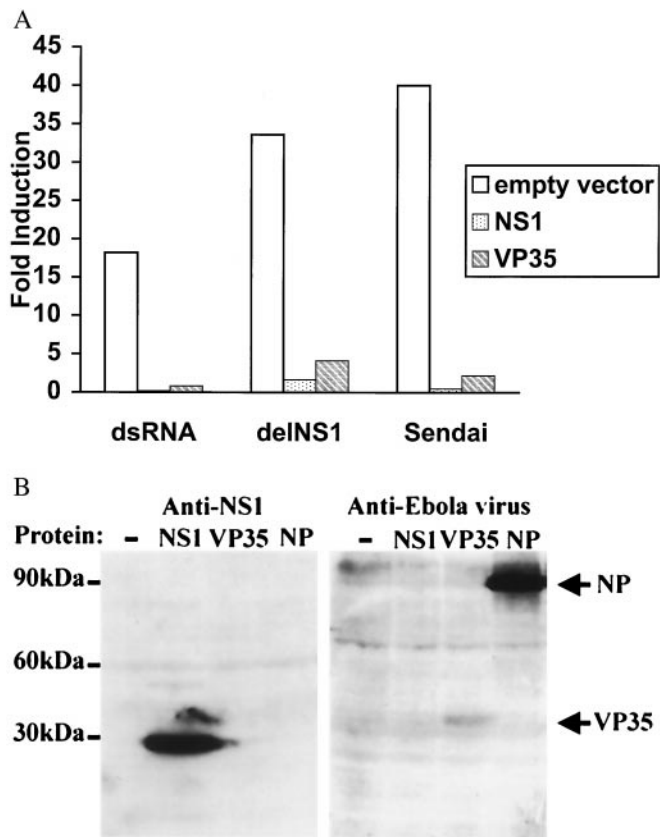 A
45
40
35
30
25
20
15
10
5
0
Fold Induction
empty vector
NS1
VP35
dsRNA delNS1 Sendai
B
Anti-NS1 Anti-Ebola virus
Protein: - NS1 VP35 NP - NS1 VP35 NP
90kDa
60kDa
30kDa
NP
VP35